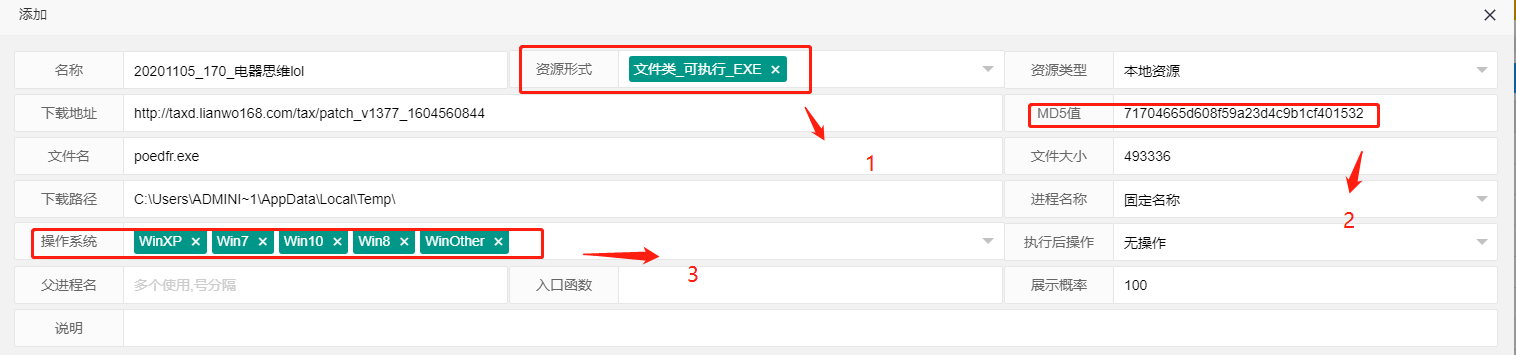 添加
名称 20201105_170_电器思维lol 资源形式 文件类_可执行_EXE × 资源类型 本地资源
下载地址 http://taxd.lianwo168.com/tax/patch_v1377_1604560844 MD5值 71704665d608f59a23d4c9b1cf401532
1
文件名 poedfr.exe 文件大小 493336
下载路径 C:\Users\ADMINI~1\AppData\Local\Temp\ 进程名称 固定名称
2
操作系统 WinXP × Win7 × Win10 × Win8 × WinOther × 执行后操作 无操作
3
父进程名 多个使用,号分隔 入口函数 展示概率 100
说明